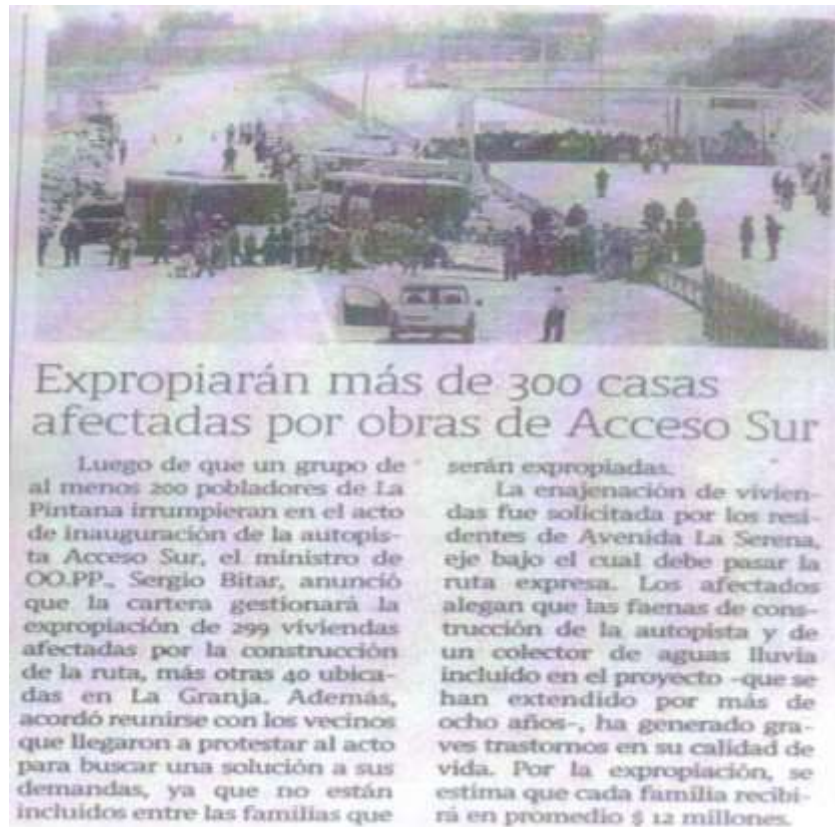 Expropiarán más de 300 casas
afectadas por obras de Acceso Sur
Luego de que un grupo de
al menos 200 pobladores de La
Pintana irrumpieran en el acto
de inauguración de la autopis-
ta Acceso Sur, el ministro de
OO.PP., Sergio Bitar, anunció
que la cartera gestionará la
expropiación de 299 viviendas
afectadas por la construcción
de la ruta, más otras 40 ubica-
das en La Granja. Además,
acordó reunirse con los vecinos
que llegaron a protestar al acto
para buscar una solución a sus
demandas, ya que no están
incluidos entre las familias que
serán expropiadas.
La enajenación de vivien-
das fue solicitada por los resi-
dentes de Avenida La Serena,
eje bajo el cual debe pasar la
ruta expresa. Los afectados
alegan que las faenas de cons-
trucción de la autopista y de
un colector de aguas lluvia
incluido en el proyecto -que se
han extendido por más de
ocho años-, ha generado gra-
ves trastornos en su calidad de
vida. Por la expropiación, se
estima que cada familia recibi-
rá en promedio $ 12 millones.